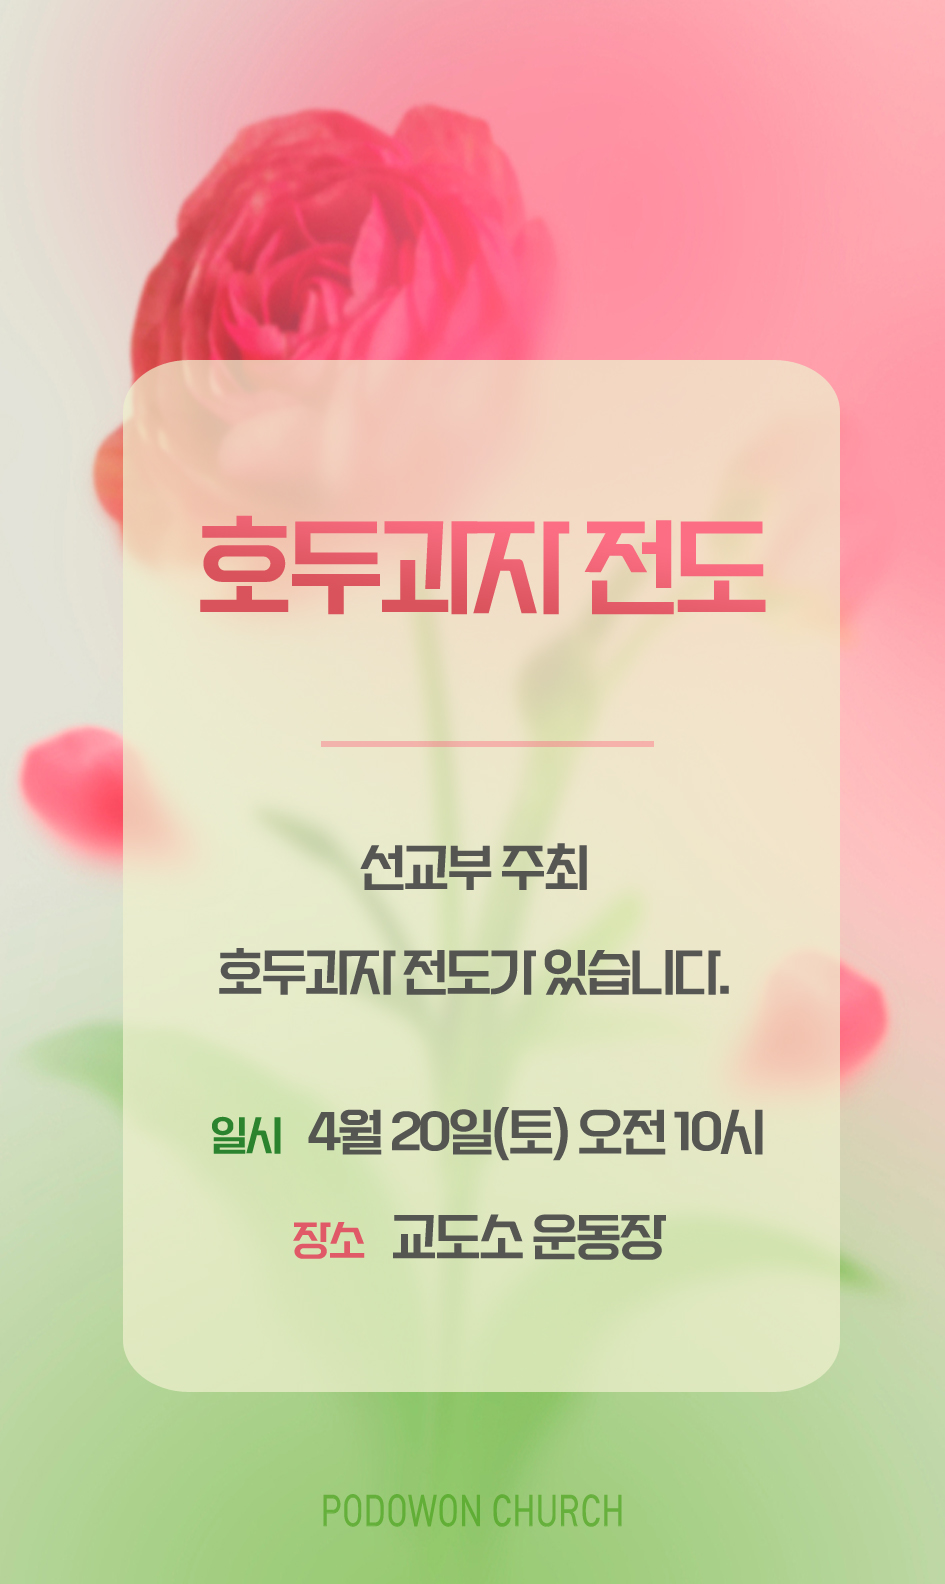 호두과자 전도
선교부 주최
호두과자 전도가 있습니다.
일시 4월 20일(토) 오전 10시
장소 교도소 운동장
PODOWON CHURCH